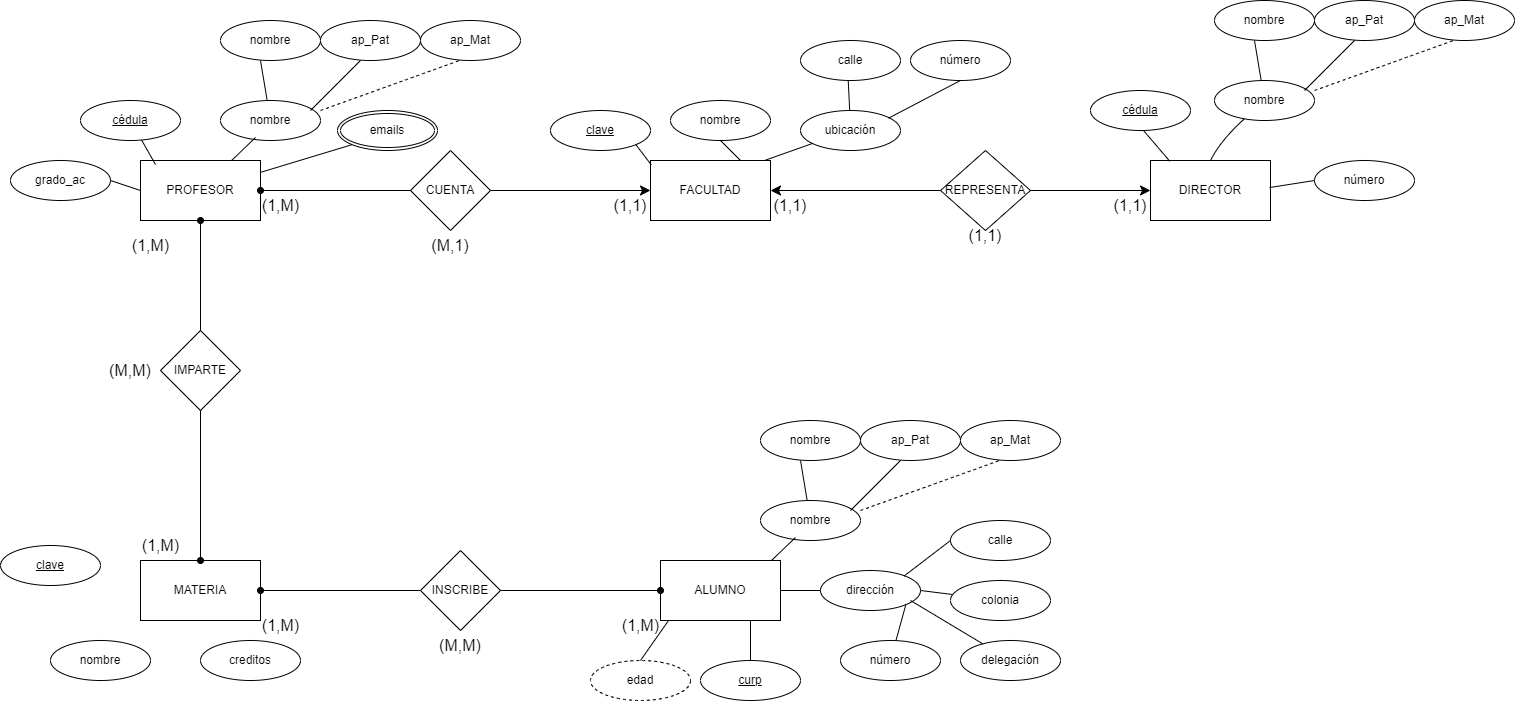 nombre
ap_Pat
ap_Mat
nombre
ap_Pat
ap_Mat
calle
número
cédula
nombre
emails
clave
nombre
ubicación
cédula
nombre
grado_ac
PROFESOR
CUENTA
FACULTAD
REPRESENTA
DIRECTOR
número
(1,M)
(1,1)
(1,1)
(1,1)
(1,M)
(M,1)
(1,1)
(M,M)
IMPARTE
nombre
ap_Pat
ap_Mat
nombre
(1,M)
calle
clave
MATERIA
INSCRIBE
ALUMNO
dirección
colonia
(1,M)
(M,M)
(1,M)
nombre
creditos
edad
curp
número
delegación